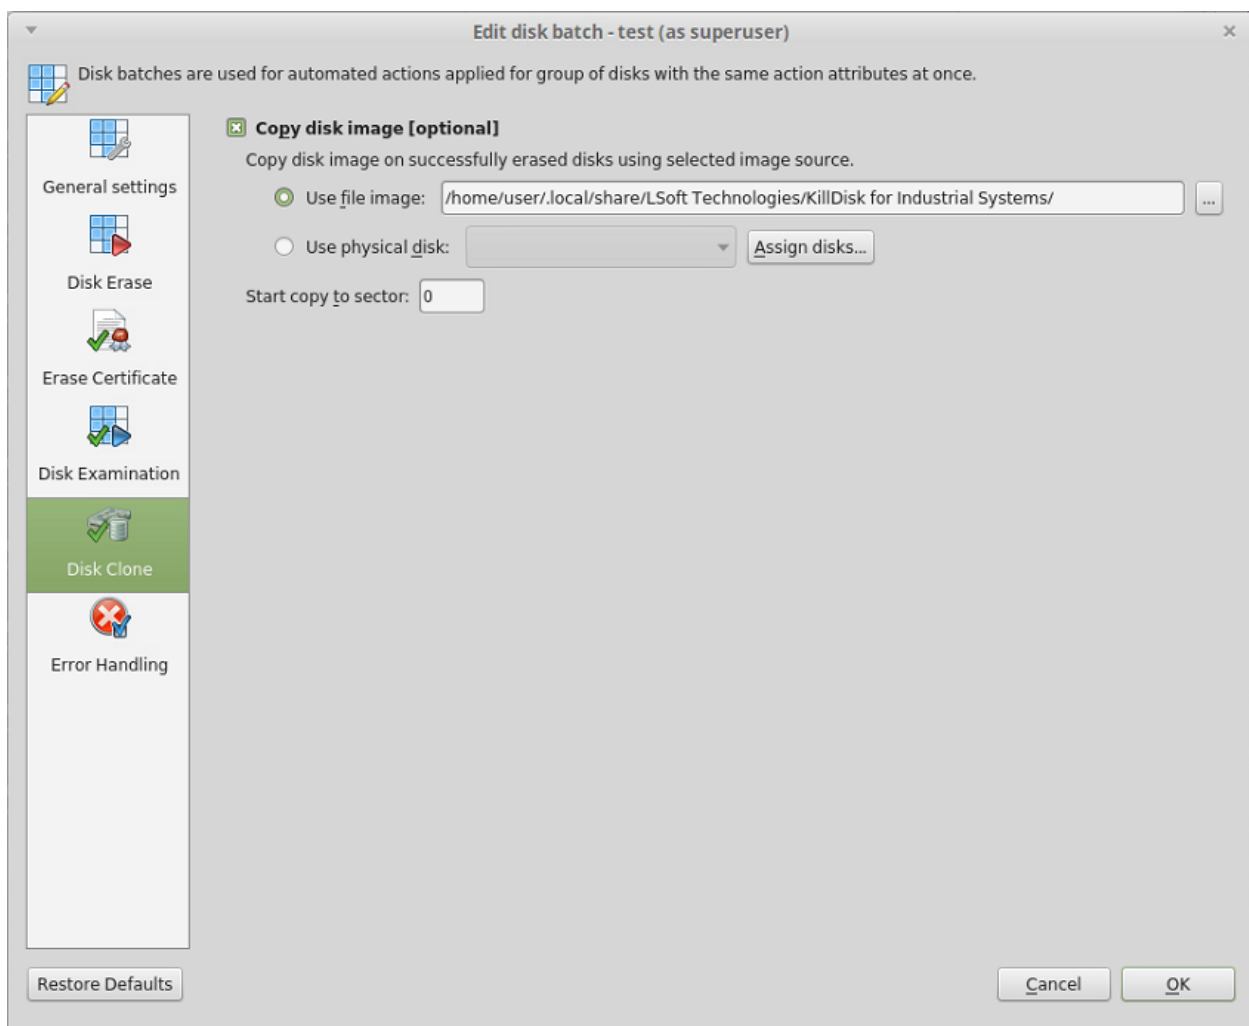 Edit disk batch - test (as superuser)
Disk batches are used for automated actions applied for group of disks with the same action attributes at once.
General settings
Disk Erase
Erase Certificate
Disk Examination
Disk Clone
Error Handling
Copy disk image [optional]
Copy disk image on successfully erased disks using selected image source.
Use file image: /home/user/.local/share/LSoft Technologies/KillDisk for Industrial Systems/ ...
Use physical disk: Assign disks...
Start copy to sector: 0
Restore Defaults Cancel OK